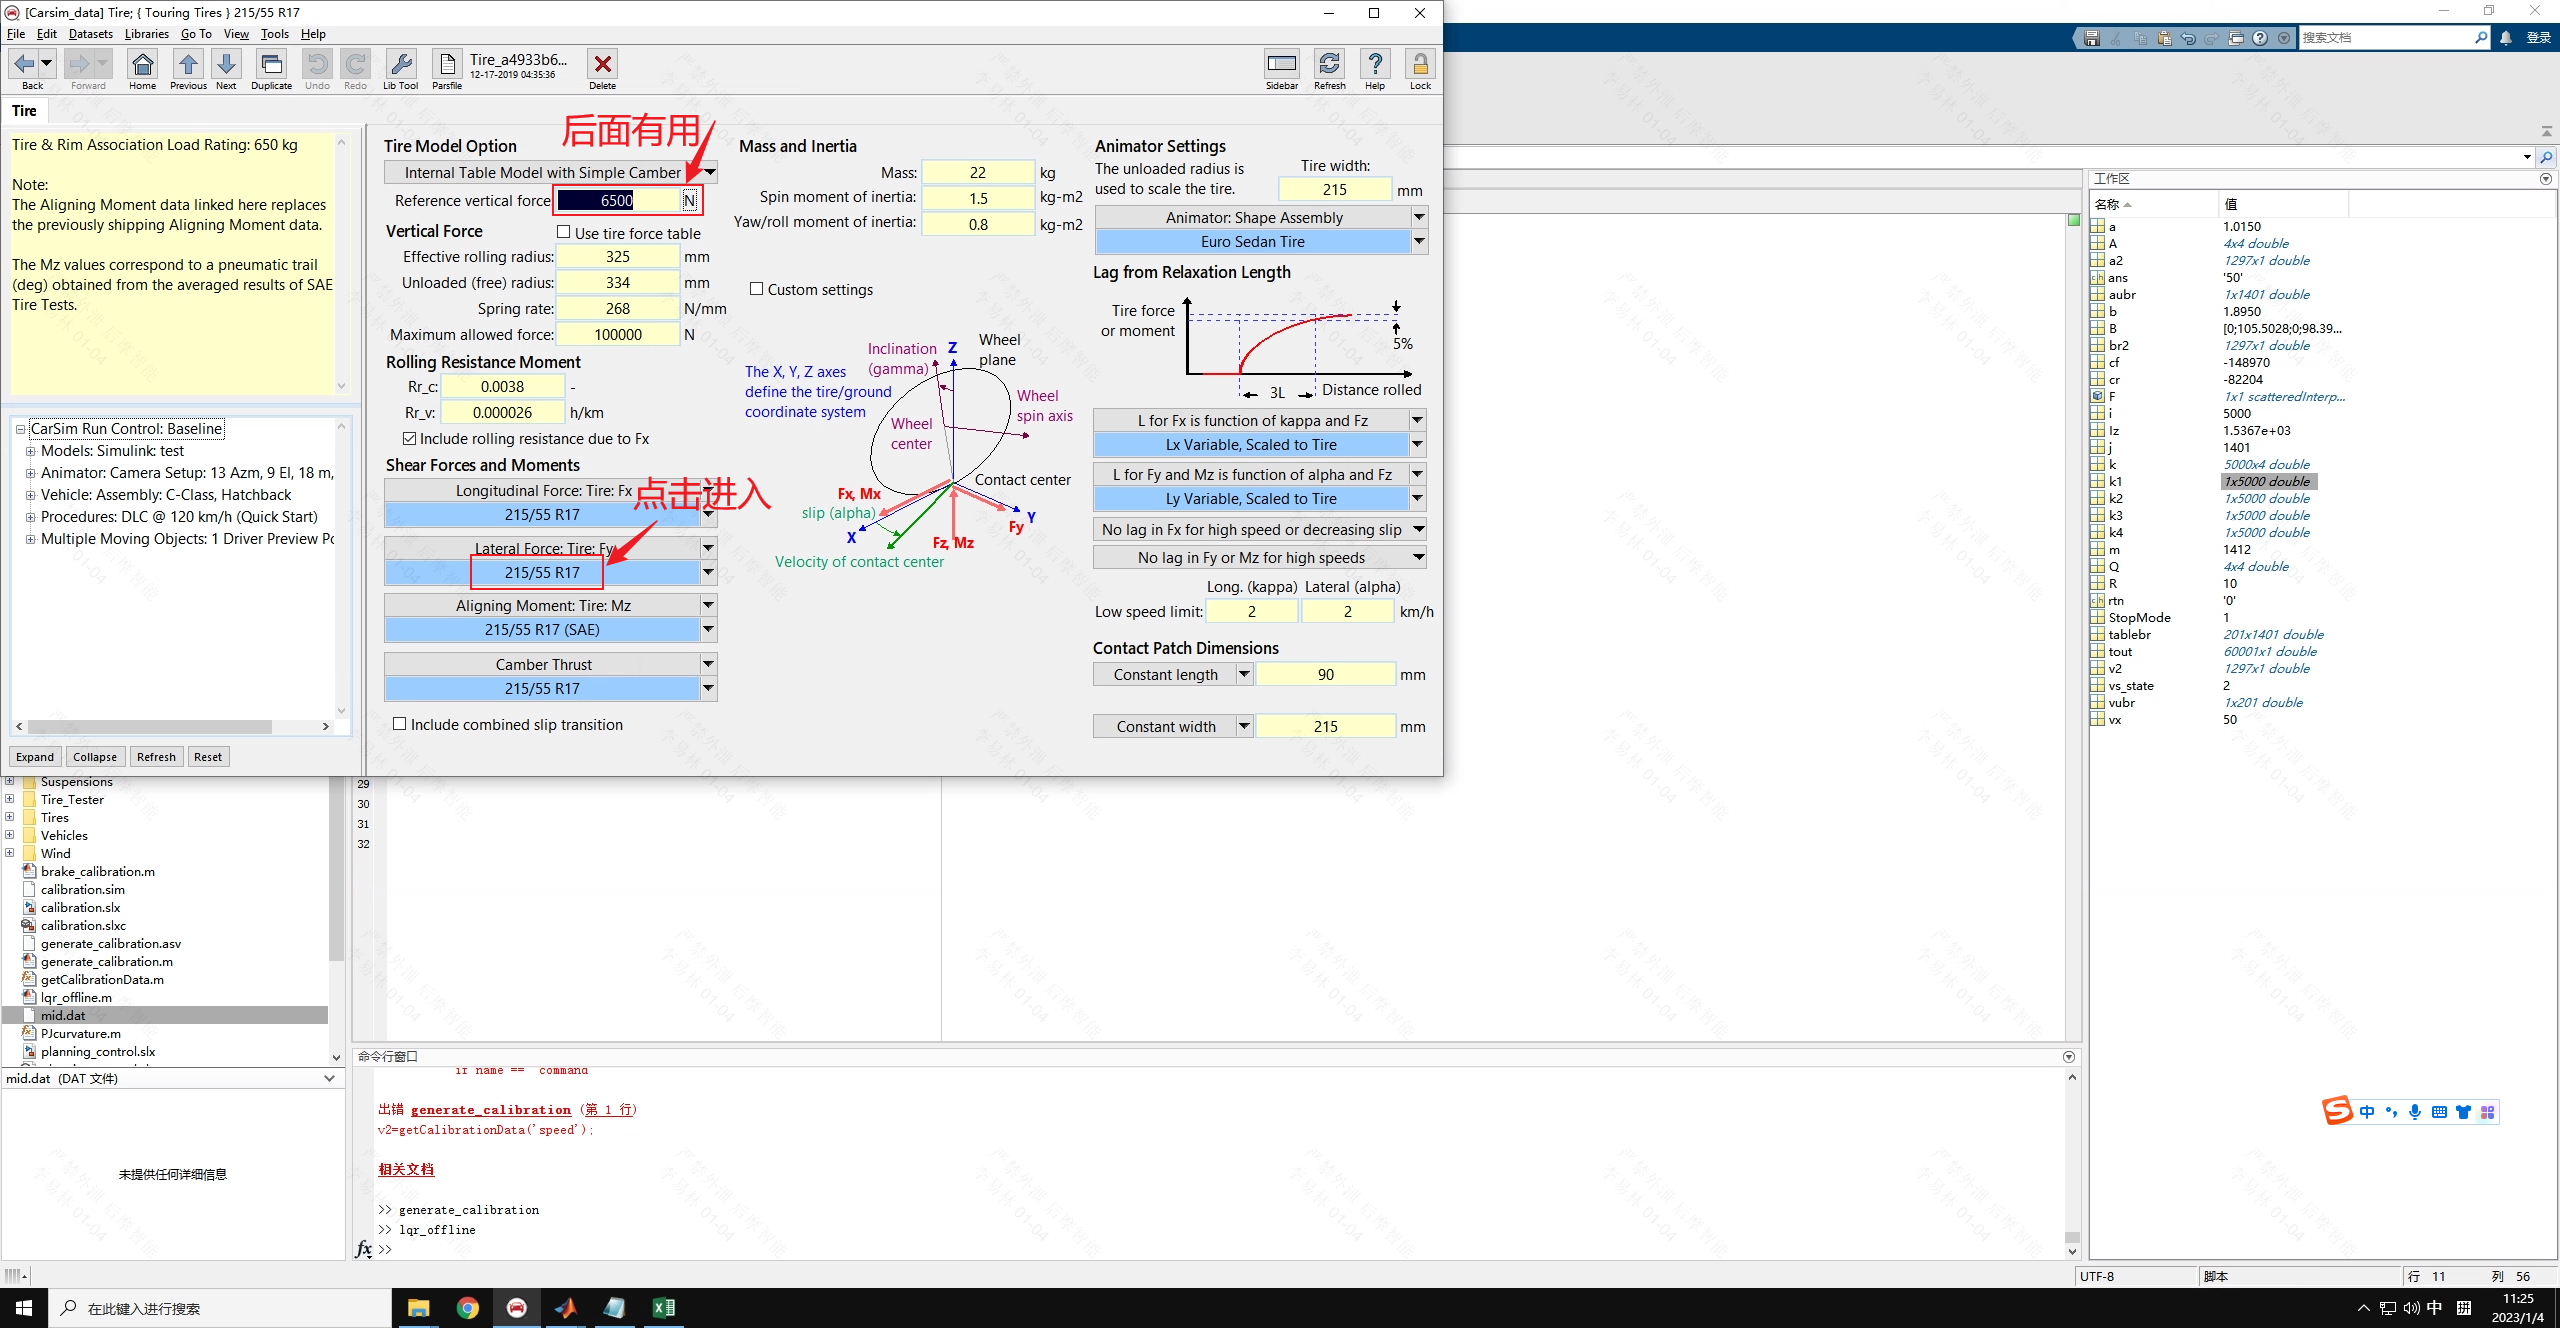 [Carsim_data] Tire; { Touring Tires } 215/55 R17
File Edit Datasets Libraries Go To View Tools Help
Back Forward Home Previous Next Duplicate Undo Redo Lib Tool Parsfile
Tire_a4933b6...
12-17-2019 04:35:36
Delete
Sidebar Refresh Help Lock
Tire
Tire & Rim Association Load Rating: 650 kg
Note:
The Aligning Moment data linked here replaces
the previously shipping Aligning Moment data.
The Mz values correspond to a pneumatic trail
(deg) obtained from the averaged results of SAE
Tire Tests.
CarSim Run Control: Baseline
Models: Simulink: test
Animator: Camera Setup: 13 Azm, 9 El, 18 m,
Vehicle: Assembly: C-Class, Hatchback
Procedures: DLC @ 120 km/h (Quick Start)
Multiple Moving Objects: 1 Driver Preview Po
Expand Collapse Refresh Reset
后面有用
Tire Model Option
Internal Table Model with Simple Camber
Reference vertical force: 6500 N
Vertical Force
Use tire force table
Effective rolling radius: 325 mm
Unloaded (free) radius: 334 mm
Spring rate: 268 N/mm
Maximum allowed force: 100000 N
Rolling Resistance Moment
Rr_c: 0.0038 -
Rr_v: 0.000026 h/km
Include rolling resistance due to Fx
Shear Forces and Moments
Longitudinal Force: Tire: Fx
215/55 R17
点击进入
Lateral Force: Tire: Fy
215/55 R17
Aligning Moment: Tire: Mz
215/55 R17 (SAE)
Camber Thrust
215/55 R17
Include combined slip transition
Mass and Inertia
Mass: 22 kg
Spin moment of inertia: 1.5 kg-m2
Yaw/roll moment of inertia: 0.8 kg-m2
Custom settings
The X, Y, Z axes
define the tire/ground
coordinate system
Inclination
(gamma)
Z
Wheel
plane
Wheel
spin axis
Wheel
center
Contact center
Fx, Mx
slip (alpha)
X
Y
Fy
Fz, Mz
Velocity of contact center
Animator Settings
The unloaded radius is
used to scale the tire.
Tire width:
215 mm
Animator: Shape Assembly
Euro Sedan Tire
Lag from Relaxation Length
Tire force
or moment
5%
3L
Distance rolled
L for Fx is function of kappa and Fz
Lx Variable, Scaled to Tire
L for Fy and Mz is function of alpha and Fz
Ly Variable, Scaled to Tire
No lag in Fx for high speed or decreasing slip
No lag in Fy or Mz for high speeds
Long. (kappa) Lateral (alpha)
Low speed limit: 2 2 km/h
Contact Patch Dimensions
Constant length 90 mm
Constant width 215 mm
搜索文档
登录
工作区
名称 值
a 1.0150
A 4x4 double
a2 1297x1 double
ans '50'
aubr 1x1401 double
b 1.8950
B [0;105.5028;0;98.39...
br2 1297x1 double
cf -148970
cr -82204
F 1x1 scatteredInterp...
i 5000
Iz 1.5367e+03
j 1401
k 5000x4 double
k1 1x5000 double
k2 1x5000 double
k3 1x5000 double
k4 1x5000 double
m 1412
Q 4x4 double
R 10
rtn '0'
StopMode 1
tablebr 201x1401 double
tout 60001x1 double
v2 1297x1 double
vs_state 2
vubr 1x201 double
vx 50
Suspensions
Tire_Tester
Tires
Vehicles
Wind
brake_calibration.m
calibration.sim
calibration.slx
calibration.slxc
generate_calibration.asv
generate_calibration.m
getCalibrationData.m
lqr_offline.m
mid.dat
PJcurvature.m
planning_control.slx
mid.dat (DAT 文件)
未提供任何详细信息
29
30
31
32
命令行窗口
if name == command
出错 generate_calibration (第 1 行)
v2=getCalibrationData('speed');
相关文档
>> generate_calibration
>> lqr_offline
fx >>
中
UTF-8 脚本 行 11 列 56
在此键入进行搜索
中 拼
11:25
2023/1/4
严禁外泄 后摩智能
李易林 01-04